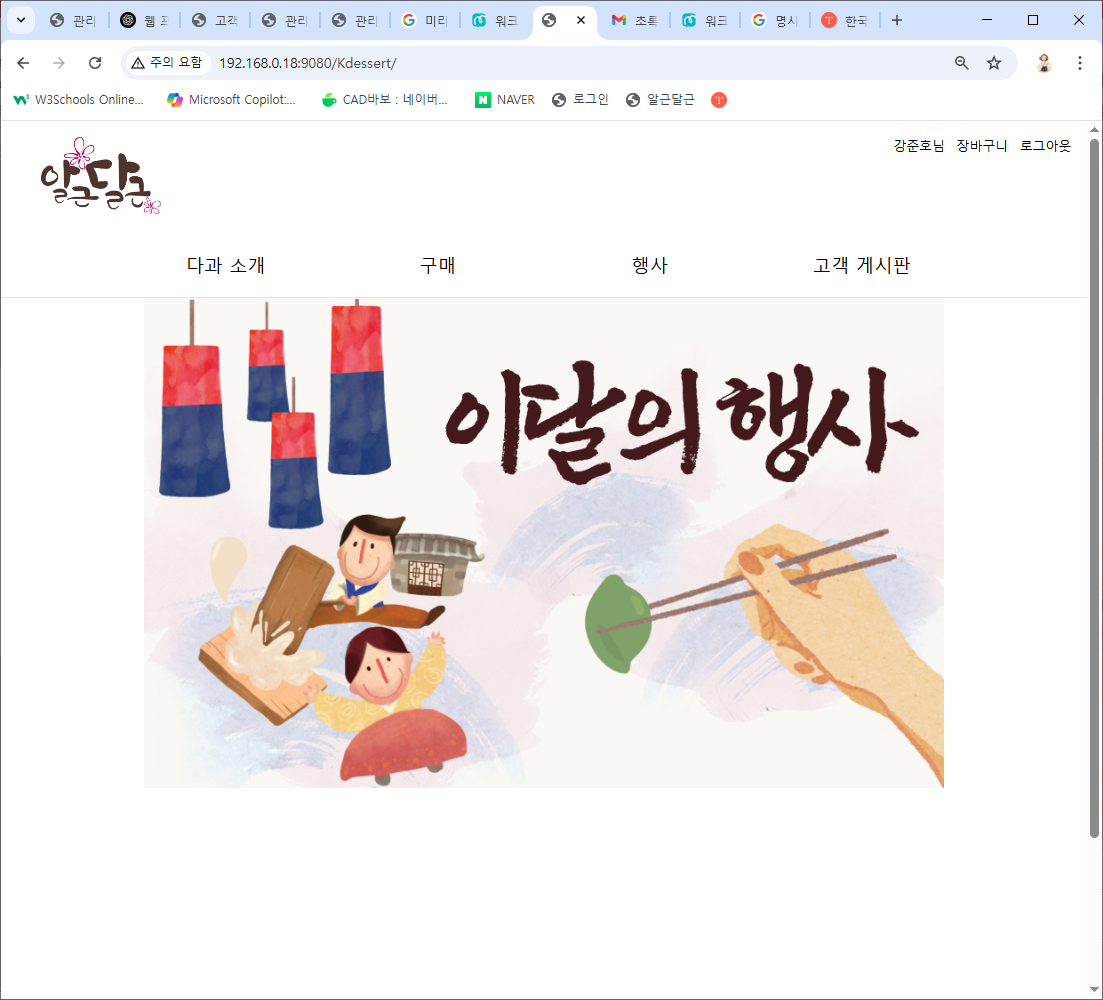 관리
웹 프
고객
관리
관리
미리
워크
초록
워크
명시
한국
주의 요함
192.168.0.18:9080/Kdessert/
W3Schools Online...
Microsoft Copilot:...
CAD바보 : 네이버...
N NAVER
로그인
알근달근
알근달근
강준호님 장바구니 로그아웃
다과 소개 구매 행사 고객 게시판
이달의 행사